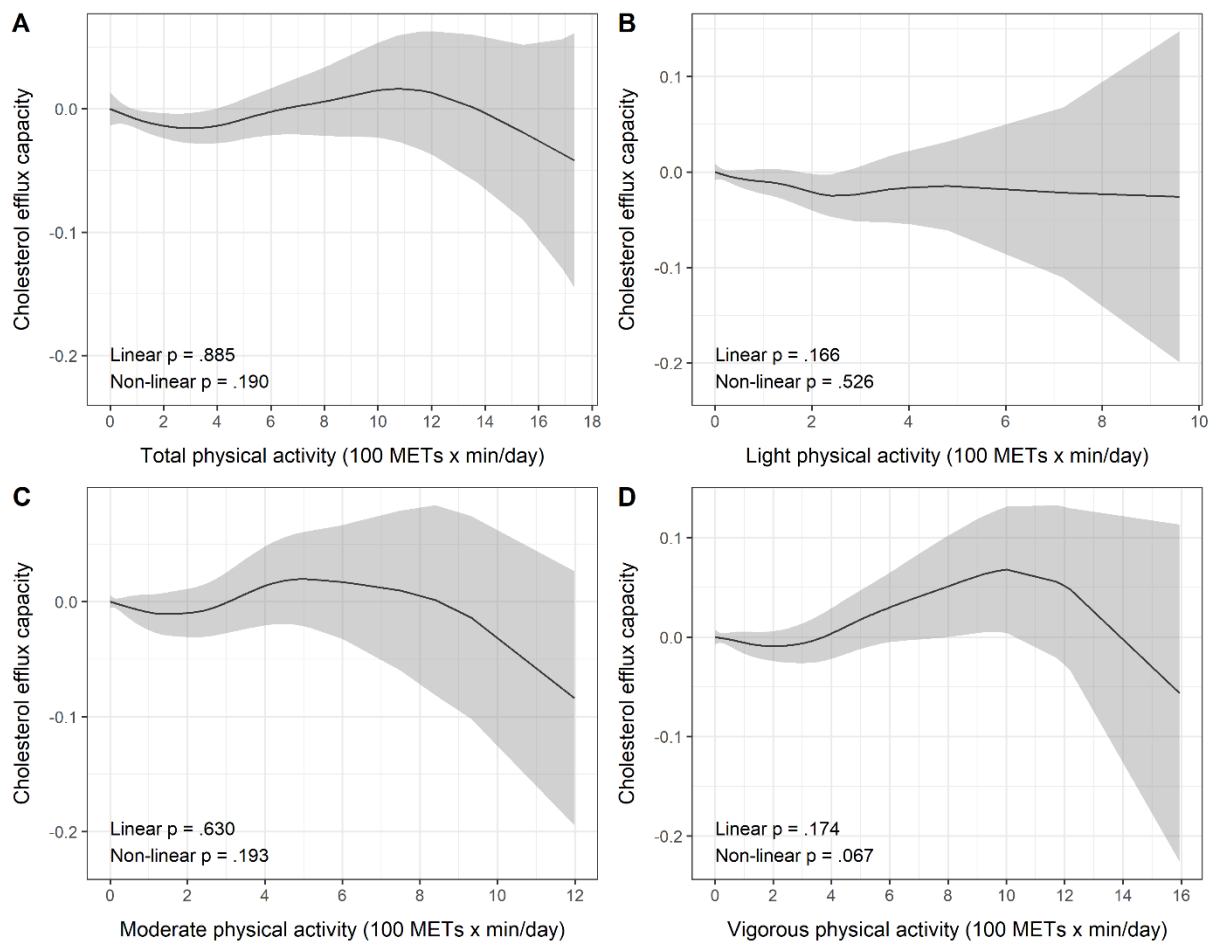 A
Cholesterol efflux capacity
0.0
-0.1
-0.2
Linear p = .885
Non-linear p = .190
0 2 4 6 8 10 12 14 16 18
Total physical activity (100 METs x min/day)
B
Cholesterol efflux capacity
0.1
0.0
-0.1
-0.2
Linear p = .166
Non-linear p = .526
0 2 4 6 8 10
Light physical activity (100 METs x min/day)
C
Cholesterol efflux capacity
0.0
-0.1
-0.2
Linear p = .630
Non-linear p = .193
0 2 4 6 8 10 12
Moderate physical activity (100 METs x min/day)
D
Cholesterol efflux capacity
0.1
0.0
-0.1
-0.2
Linear p = .174
Non-linear p = .067
0 2 4 6 8 10 12 14 16
Vigorous physical activity (100 METs x min/day)